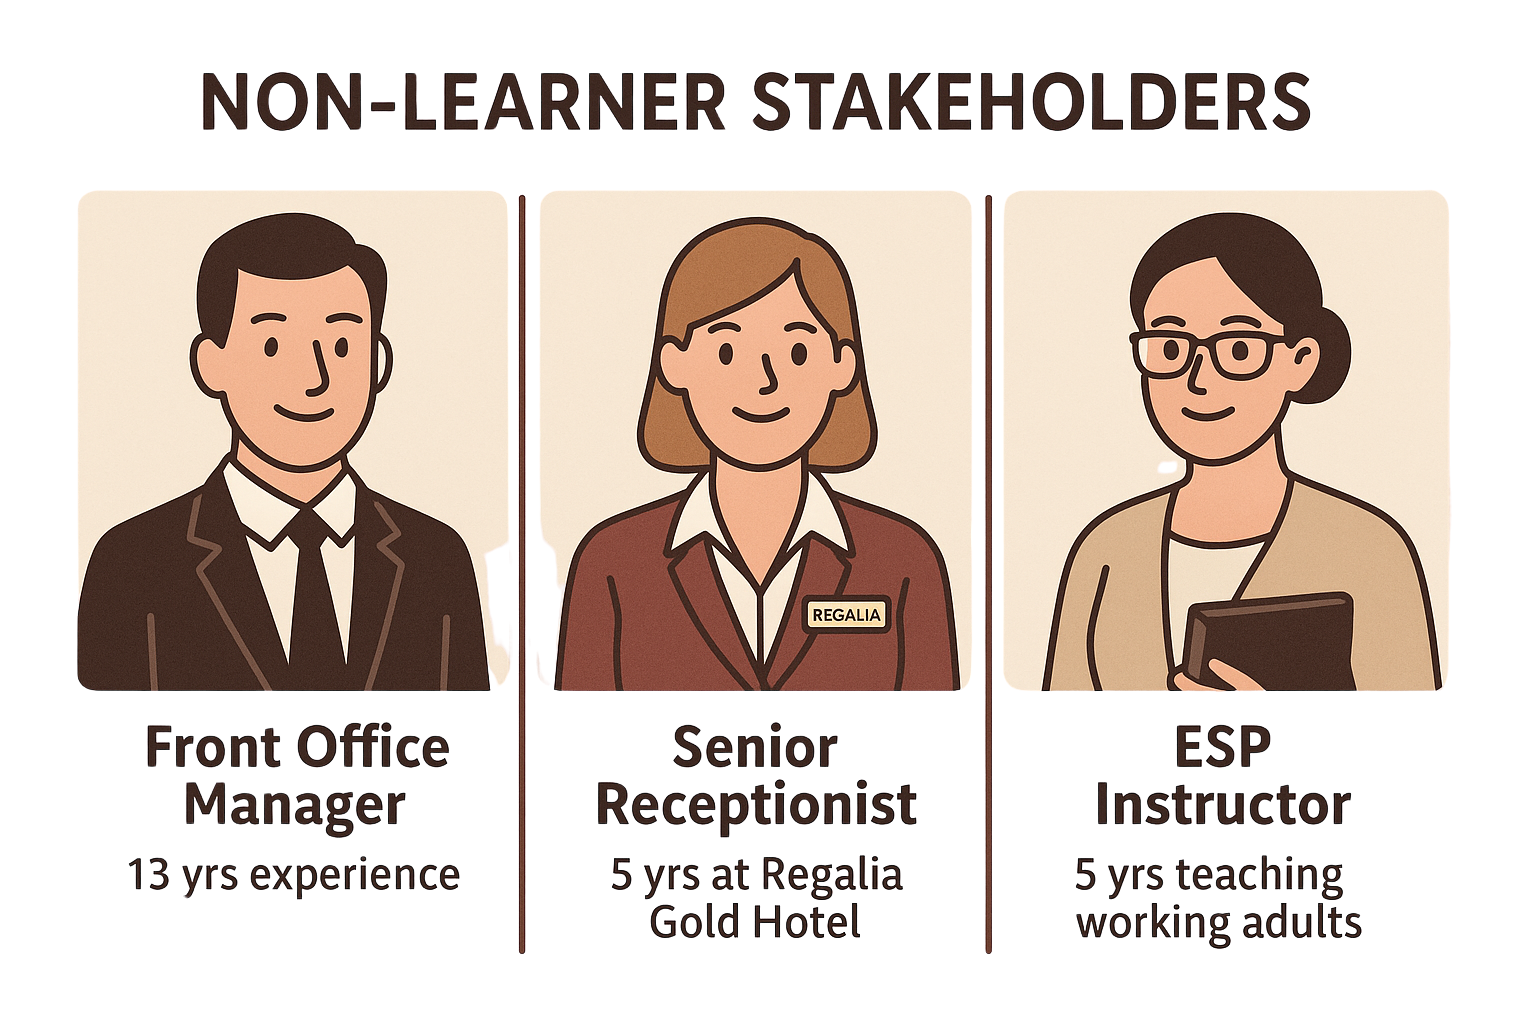 NON-LEARNER STAKEHOLDERS
REGALIA
Front Office
Manager
13 yrs experience
Senior
Receptionist
5 yrs at Regalia
Gold Hotel
ESP
Instructor
5 yrs teaching
working adults